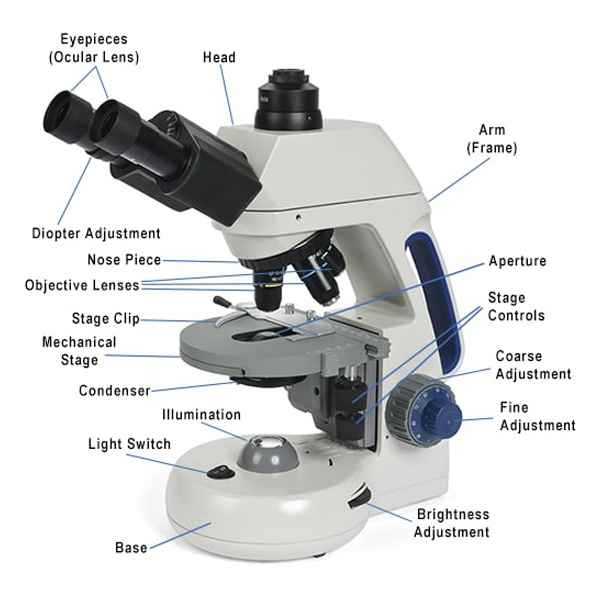 Eyepieces
(Ocular Lens)
Head
Arm
(Frame)
Diopter Adjustment
Nose Piece
Aperture
Objective Lenses
Stage
Controls
Stage Clip
Mechanical
Stage
Coarse
Adjustment
Condenser
Illumination
Fine
Adjustment
Light Switch
Brightness
Adjustment
Base